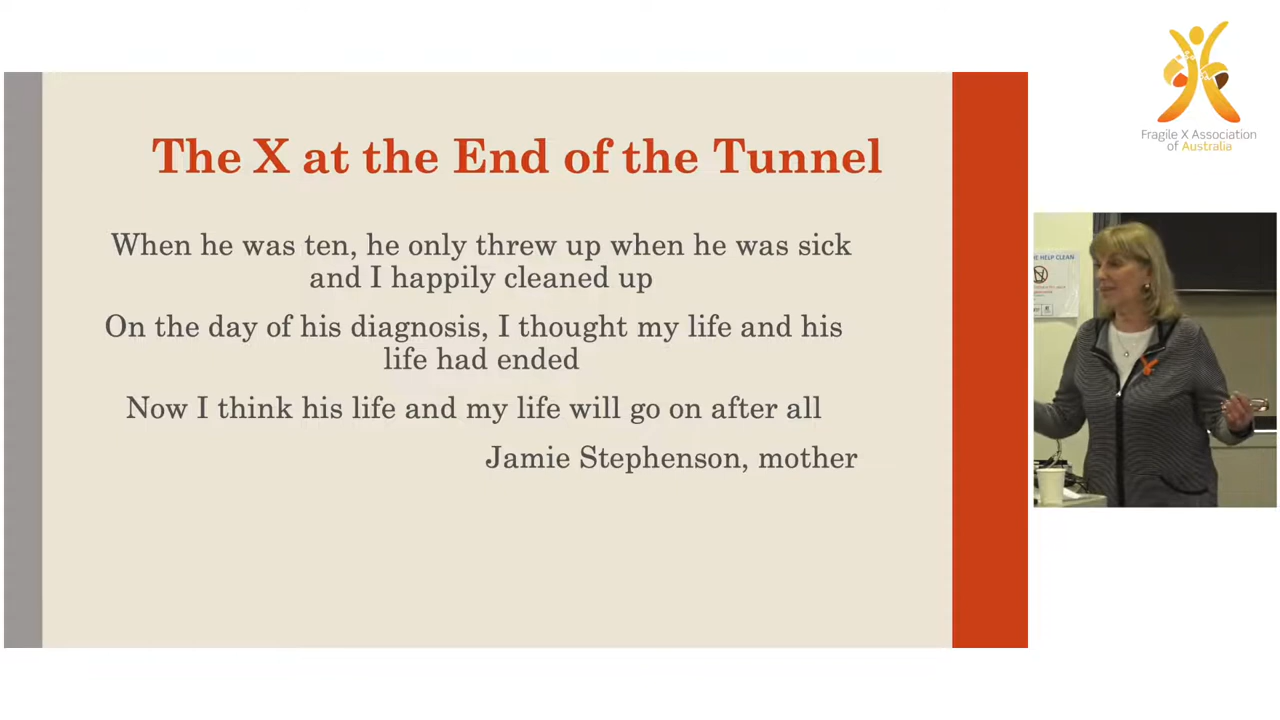 The X at the End of the Tunnel
When he was ten, he only threw up when he was sick
and I happily cleaned up
On the day of his diagnosis, I thought my life and his
life had ended
Now I think his life and my life will go on after all
Jamie Stephenson, mother
Fragile X Association
of Australia
E HELP CLEAN